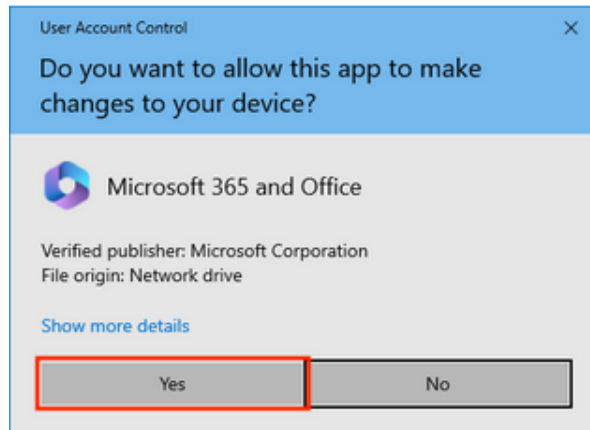 User Account Control
Do you want to allow this app to make
changes to your device?
Microsoft 365 and Office
Verified publisher: Microsoft Corporation
File origin: Network drive
Show more details
Yes
No